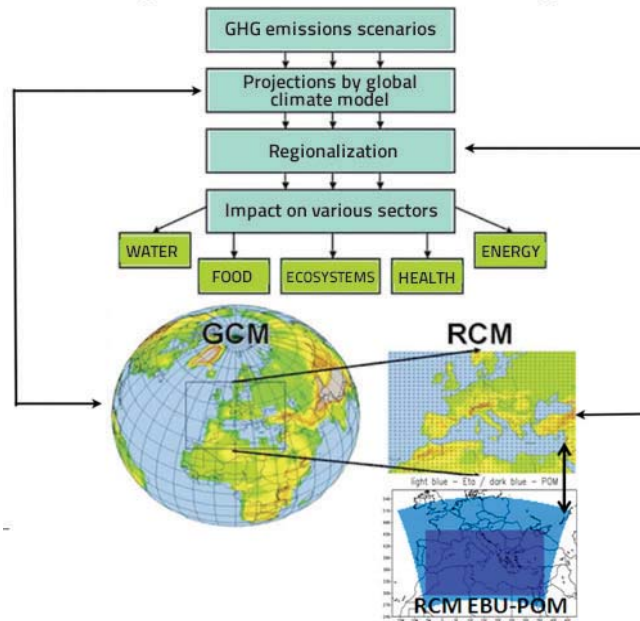 GHG emissions scenarios
Projections by global
climate model
Regionalization
Impact on various sectors
WATER
FOOD
ECOSYSTEMS
HEALTH
ENERGY
GCM
RCM
light blue - Eta / dark blue - POM
RCM EBU-POM